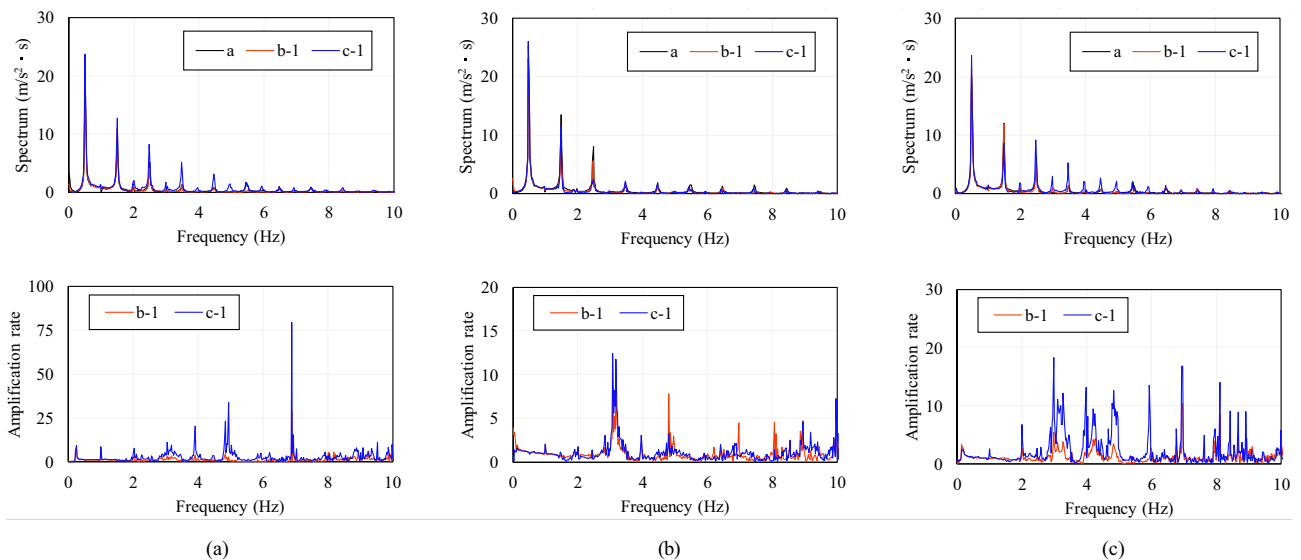 30
20
10
0
Spectrum (m/s²・s)
a b-1 c-1
0 2 4 6 8 10
Frequency (Hz)
30
20
10
0
Spectrum (m/s²・s)
a b-1 c-1
0 2 4 6 8 10
Frequency (Hz)
30
20
10
0
Spectrum (m/s²・s)
a b-1 c-1
0 2 4 6 8 10
Frequency (Hz)
100
75
50
25
0
Amplification rate
b-1 c-1
0 2 4 6 8 10
Frequency (Hz)
20
15
10
5
0
Amplification rate
b-1 c-1
0 2 4 6 8 10
Frequency (Hz)
30
20
10
0
Amplification rate
b-1 c-1
0 2 4 6 8 10
Frequency (Hz)
(a) (b) (c)